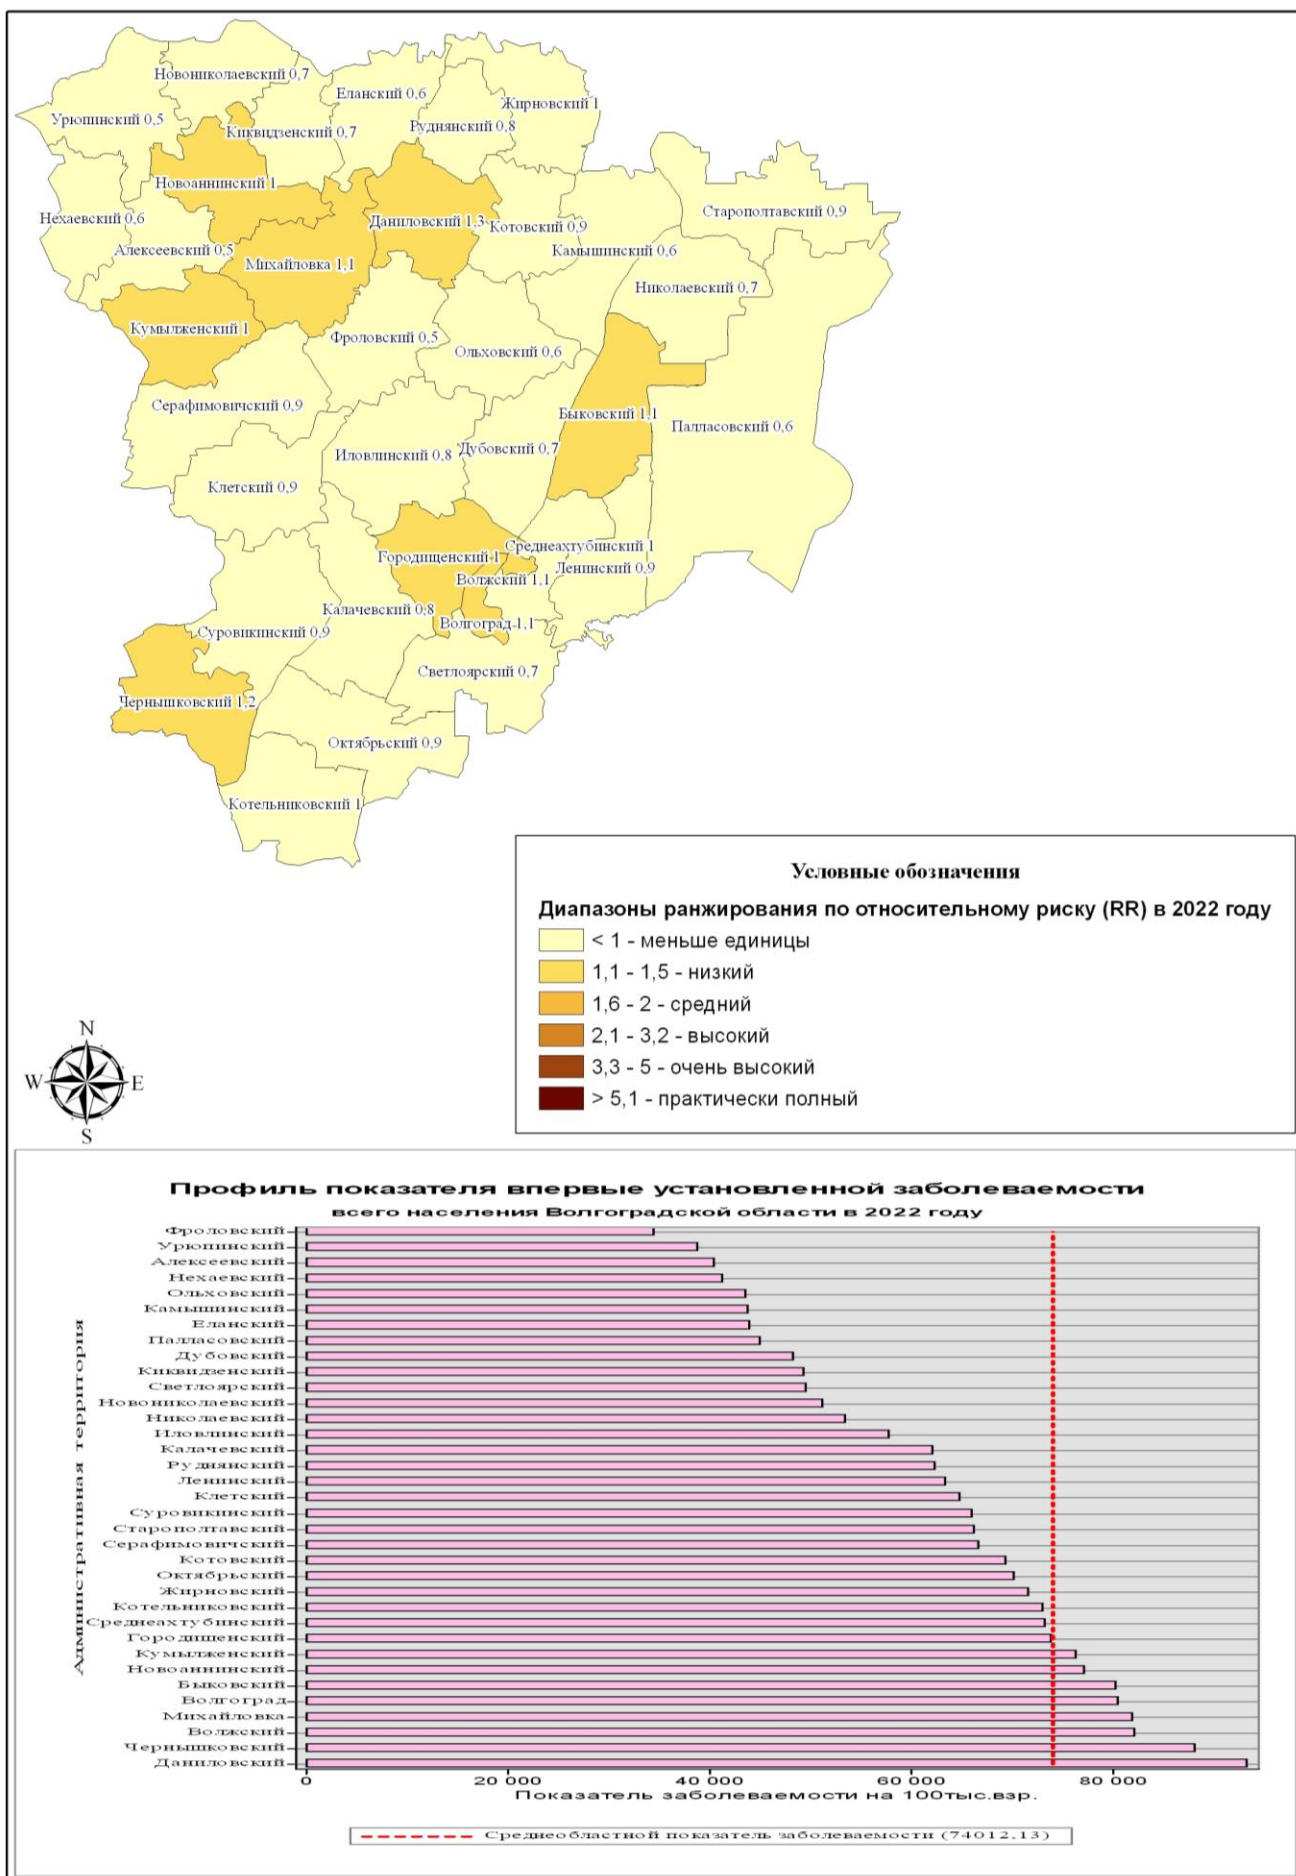 Новониколаевский 0,7
Еланский 0,6
Жирновский 1
Урюпинский 0,5
Киквидзенский 0,7
Руднянский 0,8
Новоаннинский 1
Нехаевский 0,6
Даниловский 1,3
Котовский 0,9
Старополтавский 0,9
Алексеевский 0,5
Камышинский 0,6
Михайловка 1,1
Николаевский 0,7
Кумылженский 1
Фроловский 0,5
Ольховский 0,6
Серафимовичский 0,9
Быковский 1,1
Палласовский 0,6
Иловлинский 0,8
Дубовский 0,7
Клетский 0,9
Городищенский 1
Среднеахтубинский 1
Ленинский 0,9
Волжский 1,1
Калачевский 0,8
Волгоград 1,1
Суровикинский 0,9
Светлоярский 0,7
Чернышковский 1,2
Октябрьский 0,9
Котельниковский 1
Условные обозначения
Диапазоны ранжирования по относительному риску (RR) в 2022 году
< 1 - меньше единицы
1,1 - 1,5 - низкий
1,6 - 2 - средний
2,1 - 3,2 - высокий
3,3 - 5 - очень высокий
> 5,1 - практически полный
N
W E
S
Профиль показателя впервые установленной заболеваемости
всего населения Волгоградской области в 2022 году
Административная территория
Фроловский
Урюпинский
Алексеевский
Нехаевский
Ольховский
Камышинский
Еланский
Палласовский
Дубовский
Киквидзенский
Светлоярский
Новониколаевский
Николаевский
Иловлинский
Калачевский
Руднянский
Ленинский
Клетский
Суровикинский
Старополтавский
Серафимовичский
Котовский
Октябрьский
Жирновский
Котельниковский
Среднеахтубинский
Городищенский
Кумылженский
Новоаннинский
Быковский
Волгоград
Михайловка
Волжский
Чернышковский
Даниловский
0 20 000 40 000 60 000 80 000
Показатель заболеваемости на 100тыс.взр.
Среднеобластной показатель заболеваемости (74012,13)